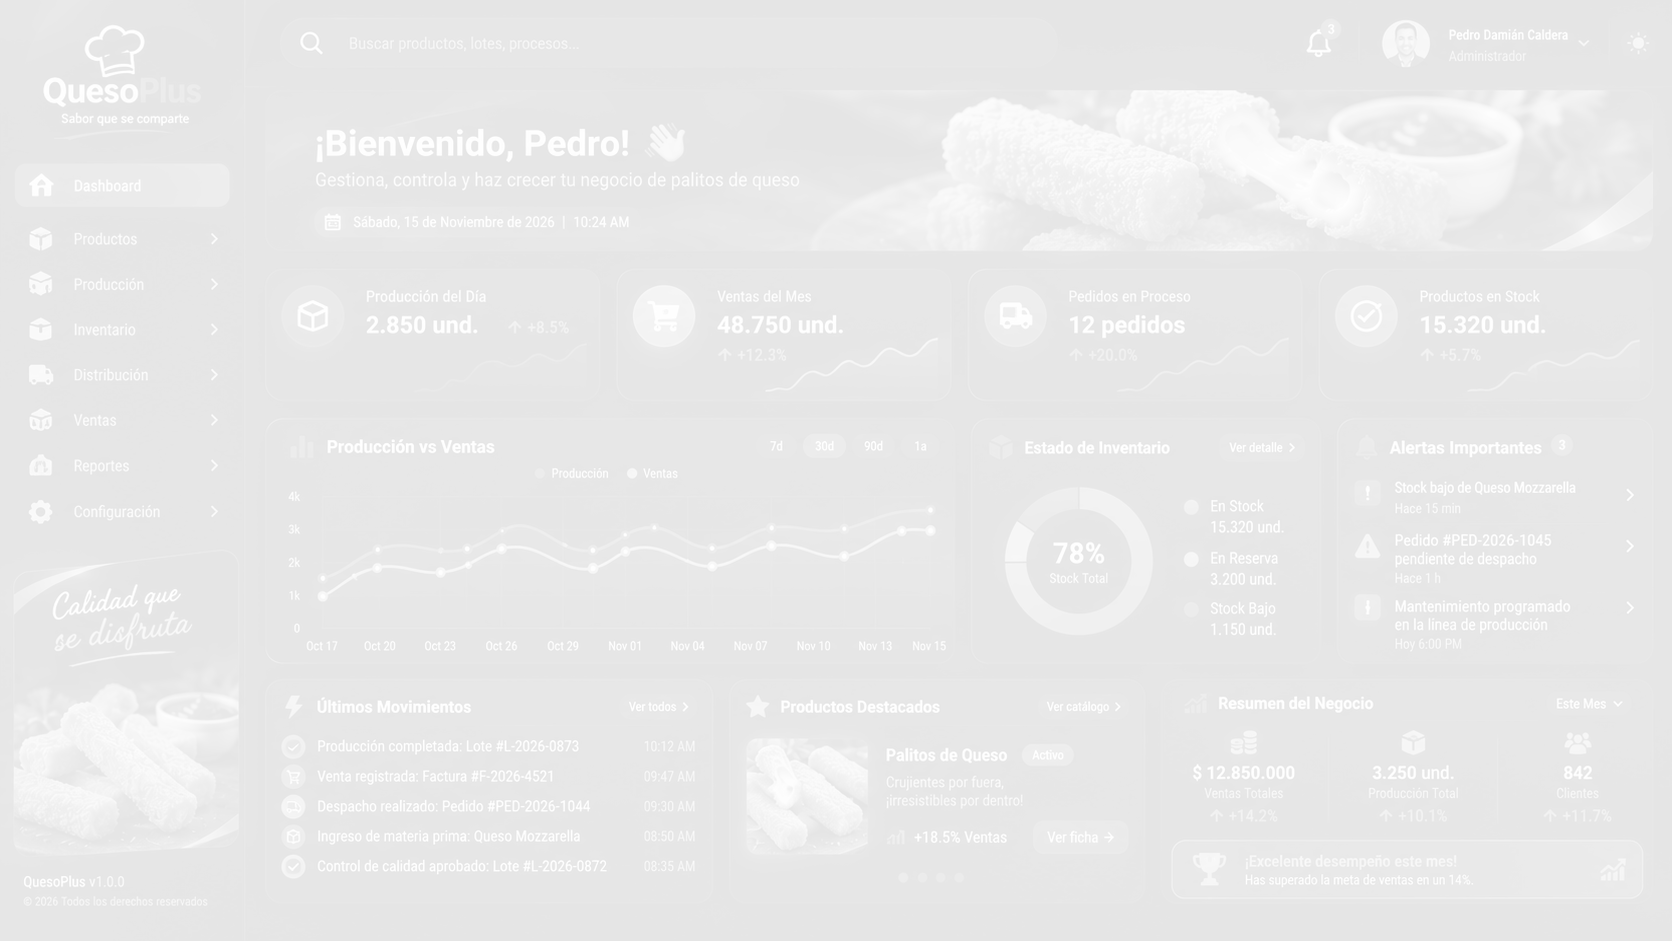 QuesoPlus
Sabor que se comparte
Dashboard
Productos
Producción
Inventario
Distribución
Ventas
Reportes
Configuración
Calidad que
se disfruta
QuesoPlus v1.0.0
© 2026 Todos los derechos reservados
Buscar productos, lotes, procesos...
3
Pedro Damián Caldera
Administrador
¡Bienvenido, Pedro! 👋
Gestiona, controla y haz crecer tu negocio de palitos de queso
Sábado, 15 de Noviembre de 2026 | 10:24 AM
Producción del Día
2.850 und.
↑ +8.5%
Ventas del Mes
48.750 und.
↑ +12.3%
Pedidos en Proceso
12 pedidos
↑ +20.0%
Productos en Stock
15.320 und.
↑ +5.7%
Producción vs Ventas
7d 30d 90d 1a
Producción Ventas
4k
3k
2k
1k
0
Oct 17 Oct 20 Oct 23 Oct 26 Oct 29 Nov 01 Nov 04 Nov 07 Nov 10 Nov 13 Nov 15
Estado de Inventario
Ver detalle
78%
Stock Total
En Stock
15.320 und.
En Reserva
3.200 und.
Stock Bajo
1.150 und.
Alertas Importantes 3
Stock bajo de Queso Mozzarella
Hace 15 min
Pedido #PED-2026-1045
pendiente de despacho
Hace 1 h
Mantenimiento programado
en la línea de producción
Hoy 6:00 PM
Últimos Movimientos
Ver todos
Producción completada: Lote #L-2026-0873 10:12 AM
Venta registrada: Factura #F-2026-4521 09:47 AM
Despacho realizado: Pedido #PED-2026-1044 09:30 AM
Ingreso de materia prima: Queso Mozzarella 08:50 AM
Control de calidad aprobado: Lote #L-2026-0872 08:35 AM
Productos Destacados
Ver catálogo
Palitos de Queso Activo
Crujientes por fuera,
¡irresistibles por dentro!
+18.5% Ventas
Ver ficha →
Resumen del Negocio
Este Mes
$ 12.850.000
Ventas Totales
↑ +14.2%
3.250 und.
Producción Total
↑ +10.1%
842
Clientes
↑ +11.7%
¡Excelente desempeño este mes!
Has superado la meta de ventas en un 14%.